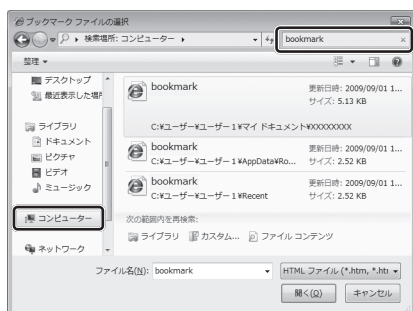 ブックマーク ファイルの選択
検索場所: コンピューター
bookmark
整理
デスクトップ
最近表示した場所
ライブラリ
ドキュメント
ピクチャ
ビデオ
ミュージック
コンピューター
ネットワーク
bookmark
更新日時: 2009/09/01 1...
サイズ: 5.13 KB
C:¥ユーザー¥ユーザー1¥マイ ドキュメント¥XXXXXXXX
bookmark
更新日時: 2009/09/01 1...
C:¥ユーザー¥ユーザー1¥AppData¥Ro...
サイズ: 2.52 KB
bookmark
更新日時: 2009/09/01 1...
C:¥ユーザー¥ユーザー1¥Recent
サイズ: 2.52 KB
次の範囲内を再検索:
ライブラリ カスタム... ファイル コンテンツ
ファイル名(N): bookmark
HTML ファイル (*.htm, *.htı
開く(O) キャンセル